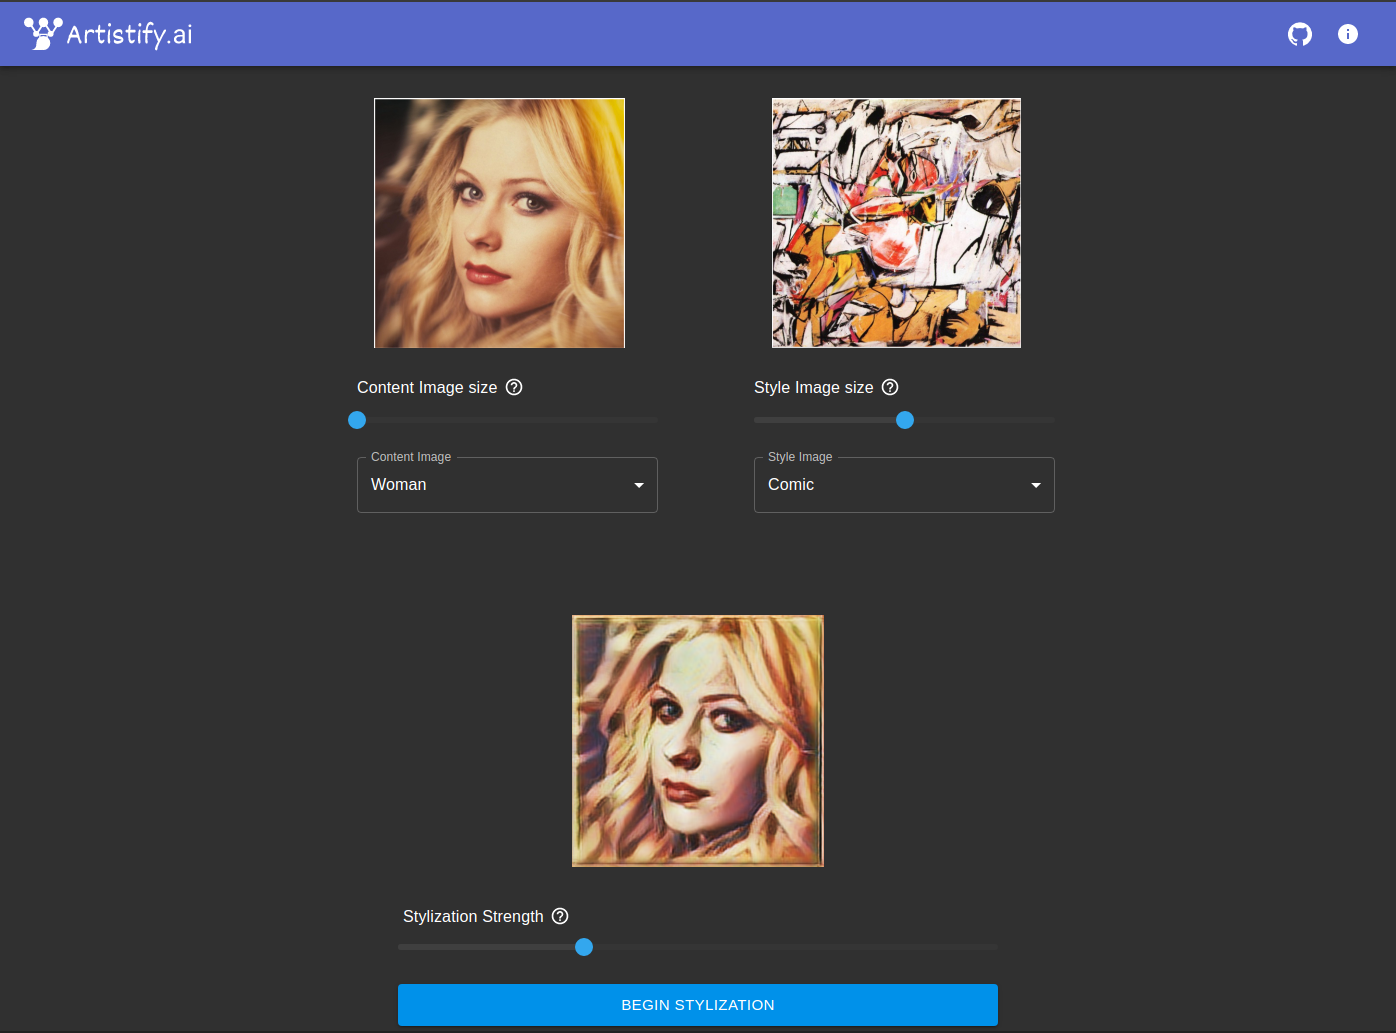 Artistify.ai
Content Image size
Style Image size
Content Image
Woman
Style Image
Comic
Stylization Strength
BEGIN STYLIZATION